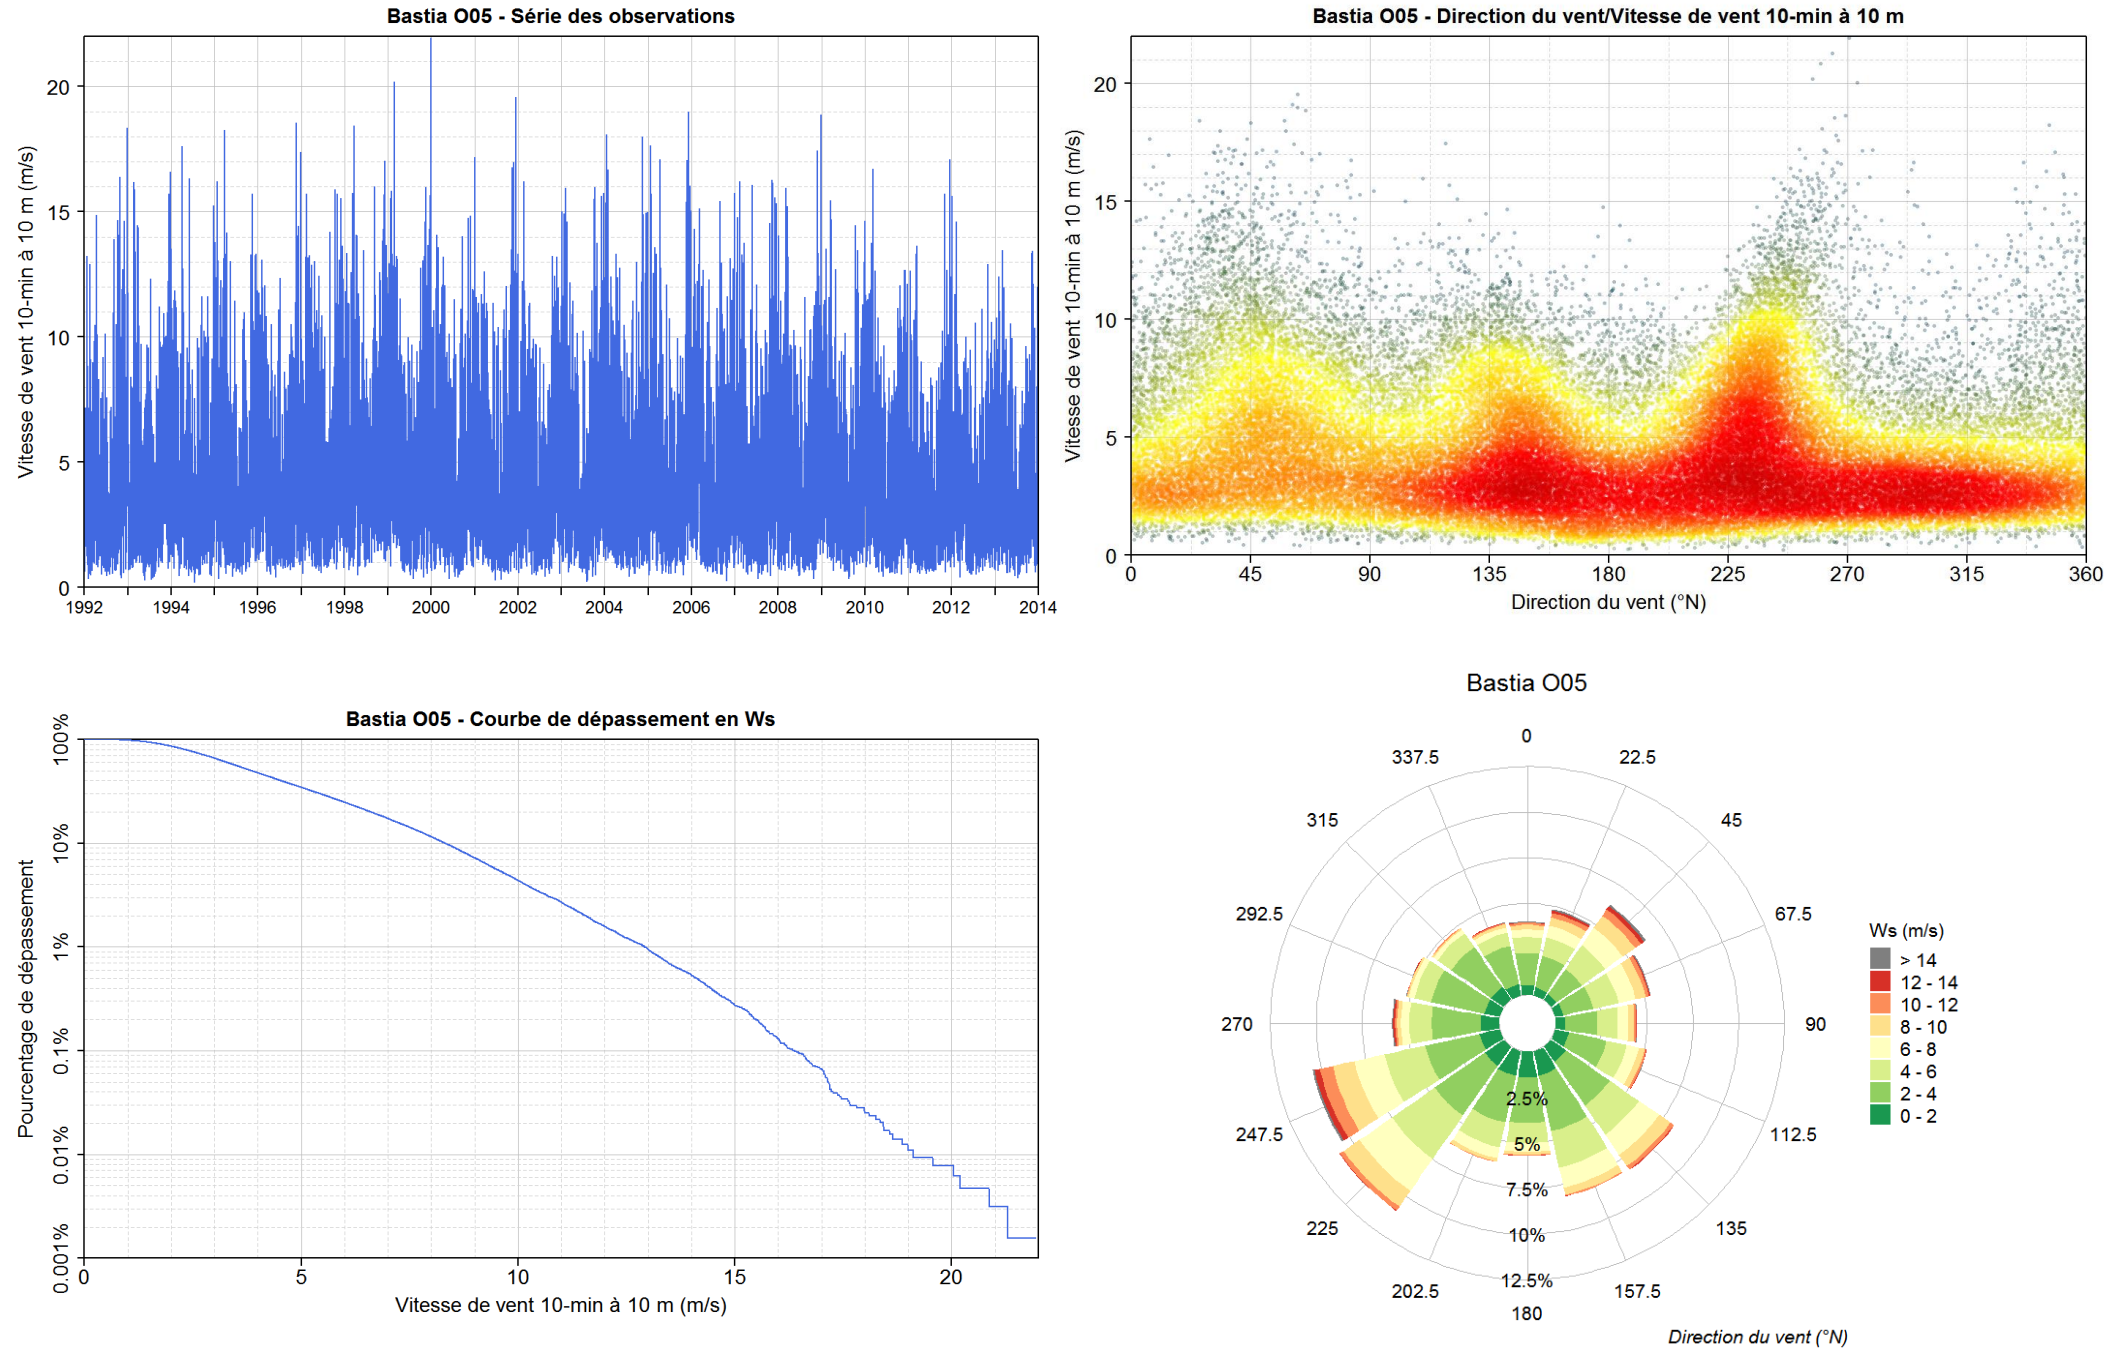 Bastia O05 - Série des observations
Vitesse de vent 10-min à 10 m (m/s)
20
15
10
5
0
1992 1994 1996 1998 2000 2002 2004 2006 2008 2010 2012 2014
Bastia O05 - Direction du vent/Vitesse de vent 10-min à 10 m
Vitesse de vent 10-min à 10 m (m/s)
20
15
10
5
0
0 45 90 135 180 225 270 315 360
Direction du vent (°N)
Bastia O05 - Courbe de dépassement en Ws
Pourcentage de dépassement
100%
10%
1%
0.1%
0.01%
0.001%
0 5 10 15 20
Vitesse de vent 10-min à 10 m (m/s)
Bastia O05
0
22.5
45
67.5
90
112.5
135
157.5
180
202.5
225
247.5
270
292.5
315
337.5
2.5%
5%
7.5%
10%
12.5%
Ws (m/s)
> 14
12 - 14
10 - 12
8 - 10
6 - 8
4 - 6
2 - 4
0 - 2
Direction du vent (°N)